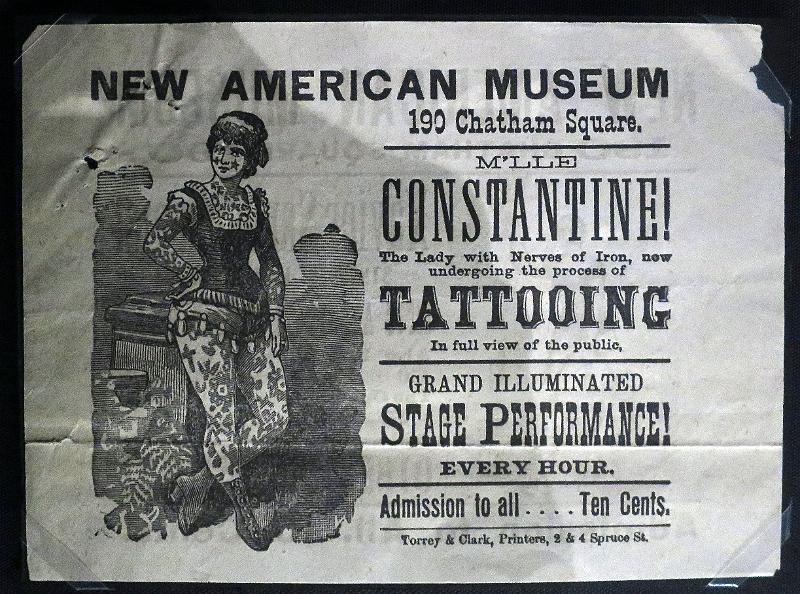 NEW AMERICAN MUSEUM
190 Chatham Square.
M'LLE
CONSTANTINE!
The Lady with Nerves of Iron, now
undergoing the process of
TATTOOING
In full view of the public,
GRAND ILLUMINATED
STAGE PERFORMANCE!
EVERY HOUR.
Admission to all .... Ten Cents.
Torrey & Clark, Printers, 2 & 4 Spruce St.